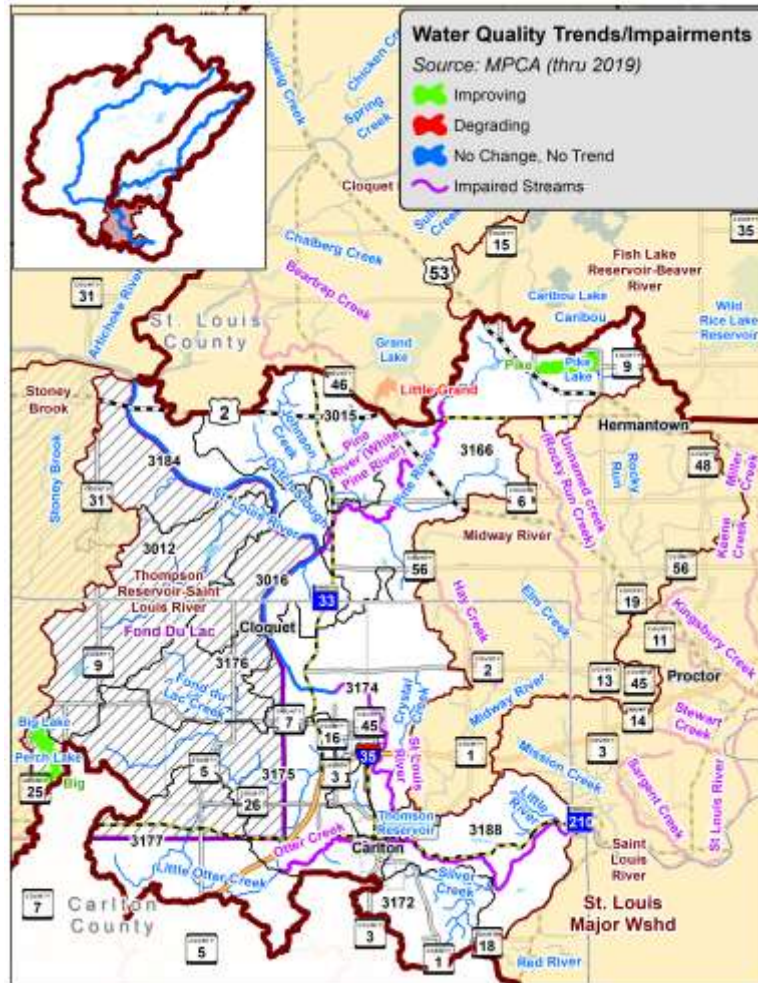 Water Quality Trends/Impairments
Source: MPCA (thru 2019)
Improving
Degrading
No Change, No Trend
Impaired Streams
Hellwig Creek
Chicken
Spring
Creek
Cloquet
Creek
15
35
53
Fish Lake
Reservoir-Beaver
River
Chalberg Creek
Beartrap Creek
Artichoke River
31
St. Louis
County
Caribou Lake
Caribou
Wild
Rice Lake
Reservoir
Grand
Lake
Pike
Pike
Lake
9
Stoney
Brook
46
Little Grand
2
3015
Hermantown
Johnson
Creek
Pine
River (White
Pine River)
3166
Unnamed creek
(Rocky Run Creek)
Rocky
Run
48
Miller
Creek
3184
Dutch Slough
Pine River
Stoney Brook
31
St. Louis River
6
Midway River
Keene
Creek
3012
3016
56
56
Thompson
Reservoir-Saint
Louis River
33
Hay Creek
Elm Creek
19
Kingsbury Creek
Fond Du Lac
Cloquet
11
9
3176
Proctor
Fond du
Lac Creek
3174
2
13
45
Crystal
Creek
Midway River
14
Stewart
Creek
Big Lake
7
16
45
St. Louis
River
Mission Creek
3
Perch Lake
5
35
1
Sargent Creek
St Louis River
Big
25
3175
3
26
Thomson
Reservoir
3188
Little
River
210
3177
Otter Creek
Carlton
Saint
Louis
River
Little Otter Creek
Silver
Creek
St. Louis
Major Wshd
7
Carlton
County
3172
5
3
1
18
Red River